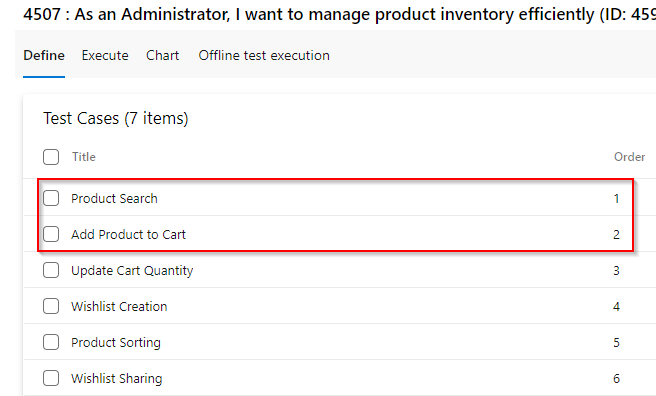 4507 : As an Administrator, I want to manage product inventory efficiently (ID: 459
Define Execute Chart Offline test execution
Test Cases (7 items)
Title Order
Product Search 1
Add Product to Cart 2
Update Cart Quantity 3
Wishlist Creation 4
Product Sorting 5
Wishlist Sharing 6